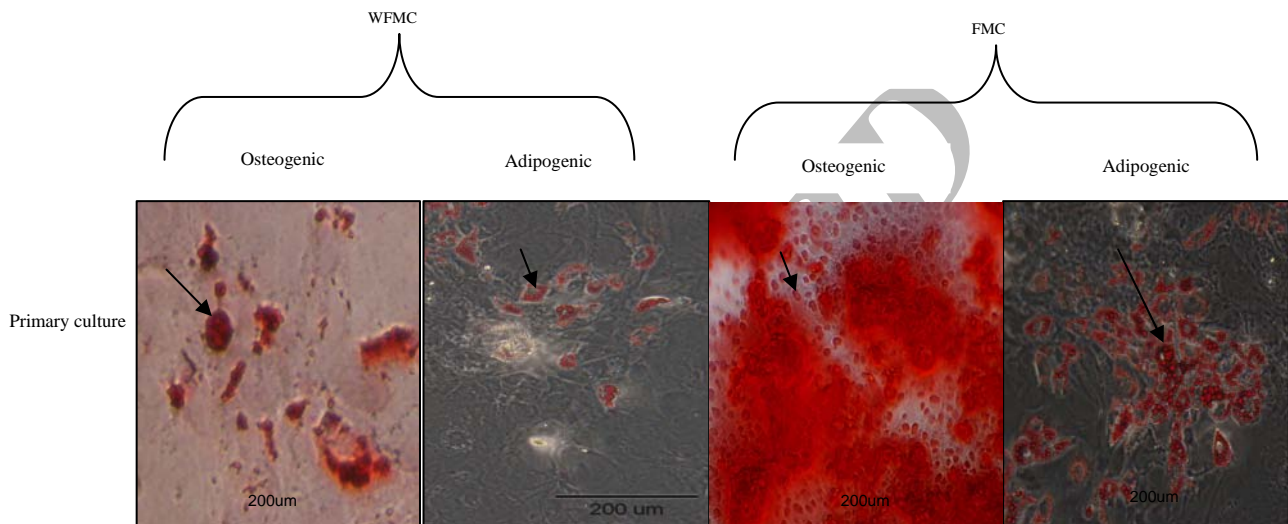 WFMC
FMC
Osteogenic
Adipogenic
Osteogenic
Adipogenic
Primary culture
200um
200 um
200um
200um